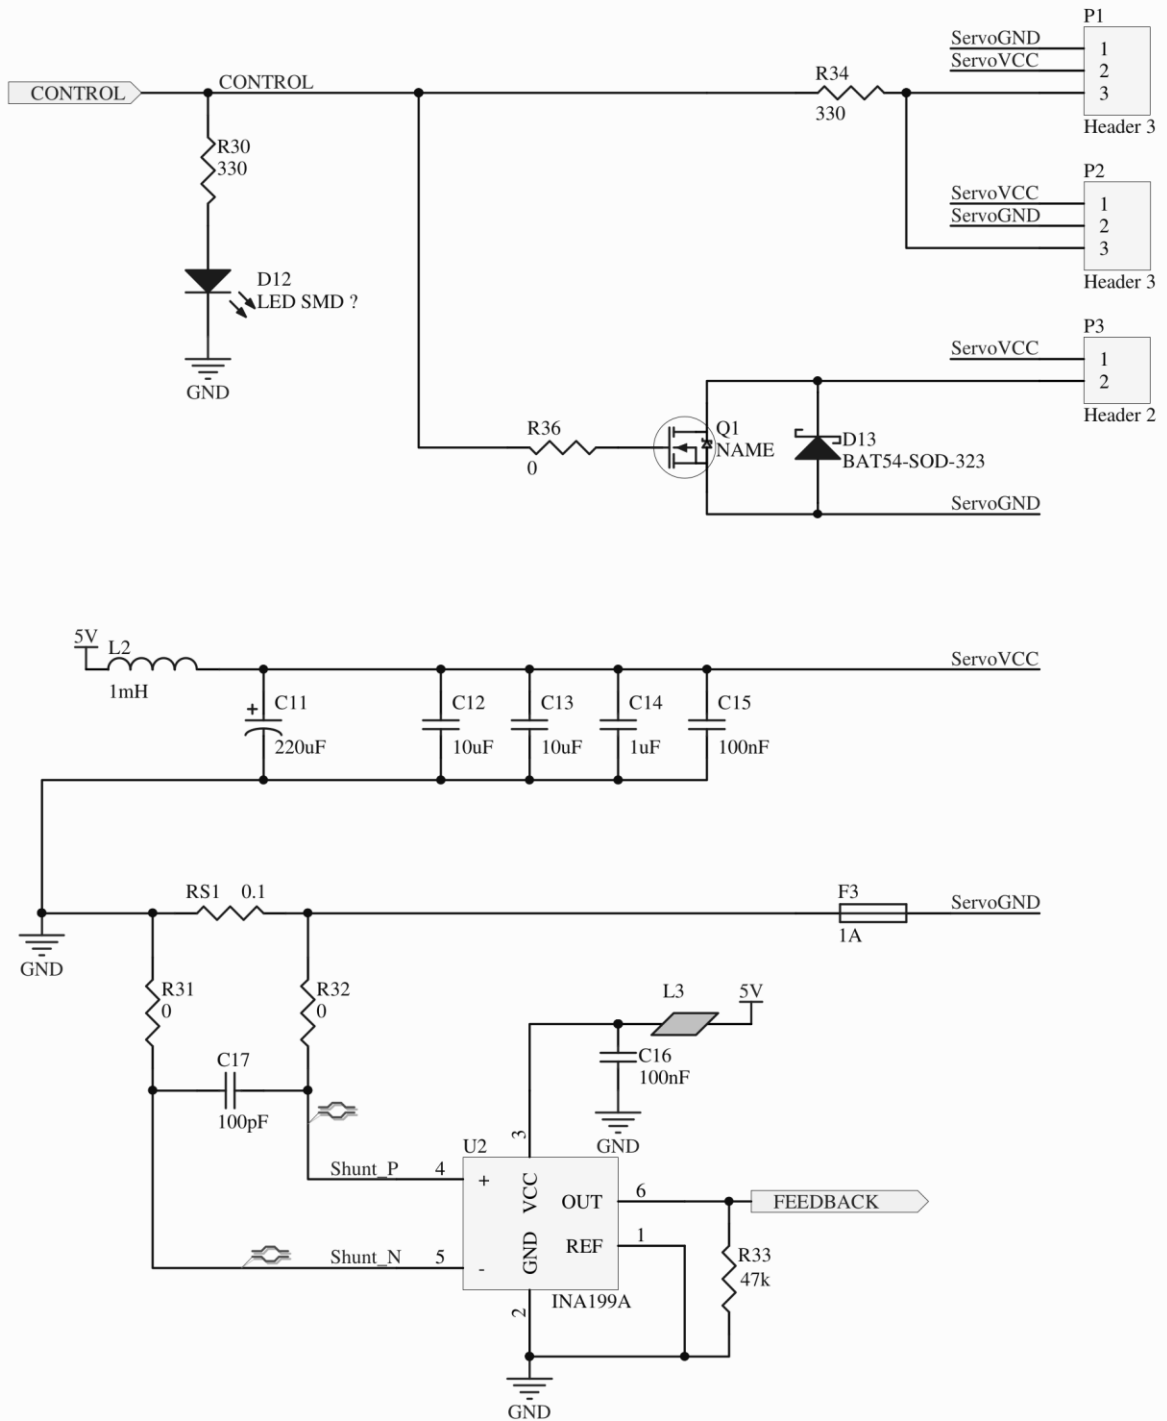 P1
ServoGND
1
ServoVCC
2
R34
CONTROL
CONTROL
3
330
Header 3
R30
330
P2
ServoVCC
1
ServoGND
2
3
D12
Header 3
LED SMD ?
P3
ServoVCC
1
GND
2
Header 2
R36
Q1
D13
NAME
BAT54-SOD-323
0
ServoGND
5V
L2
ServoVCC
1mH
C11
C12
C13
C14
C15
+
220uF
10uF
10uF
1uF
100nF
RS1 0.1
F3
ServoGND
1A
GND
R31
R32
L3
5V
0
0
C17
C16
100nF
100pF
GND
3
U2
Shunt_P
4
+
VCC
6
OUT
FEEDBACK
1
GND
REF
Shunt_N
5
-
R33
47k
INA199A
2
GND